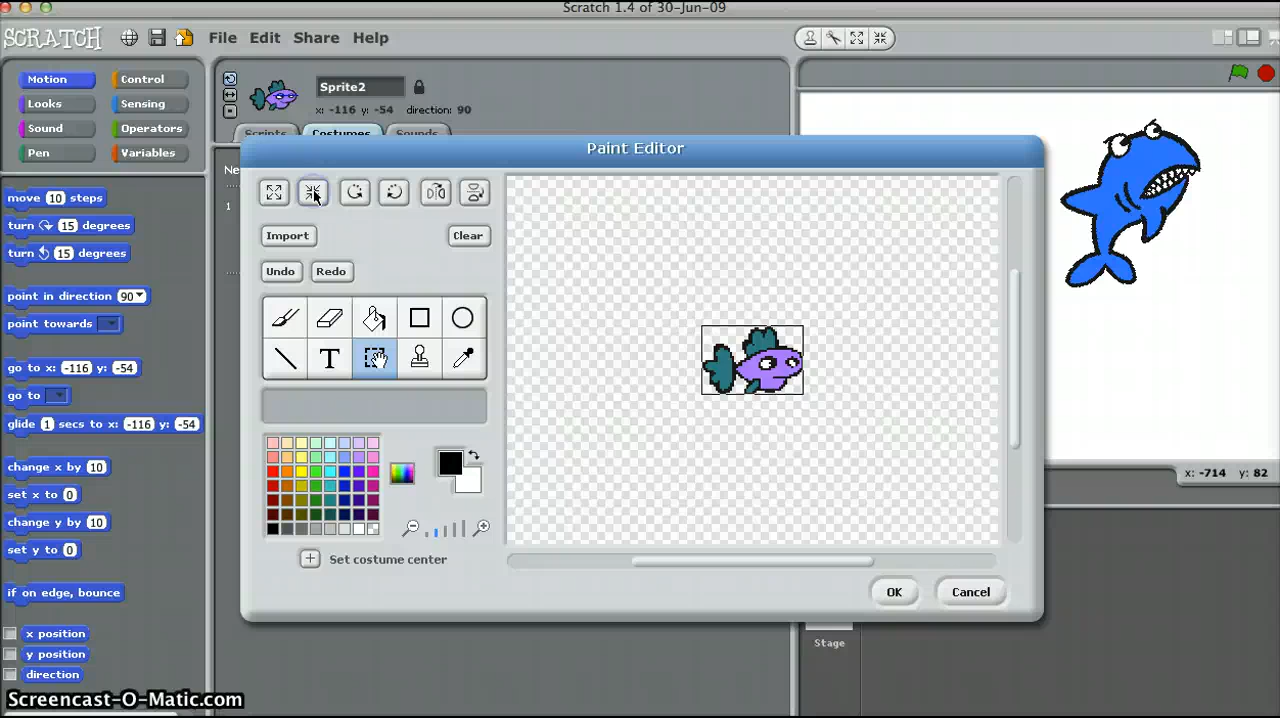 Scratch 1.4 of 30-Jun-09
SCRATCH File Edit Share Help
Motion Control
Looks Sensing
Sound Operators
Pen Variables
Sprite2
x: -116 y: -54 direction: 90
Scripts Costumes Sounds
Ne
1
move 10 steps
turn 15 degrees
turn 15 degrees
point in direction 90
point towards
go to x: -116 y: -54
go to
glide 1 secs to x: -116 y: -54
change x by 10
set x to 0
change y by 10
set y to 0
if on edge, bounce
x position
y position
direction
Paint Editor
Import Clear
Undo Redo
T
Set costume center
OK Cancel
x: -714 y: 82
Stage
Screencast-O-Matic.com